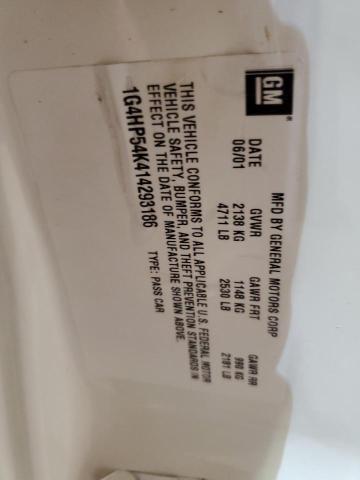 GM
MFD BY GENERAL MOTORS CORP
DATE GVWR GAWR FRT GAWR RR
06/01 2138 KG 1148 KG 990 KG
4711 LB 2530 LB 2181 LB
THIS VEHICLE CONFORMS TO ALL APPLICABLE U.S. FEDERAL MOTOR
VEHICLE SAFETY, BUMPER, AND THEFT PREVENTION STANDARDS IN
EFFECT ON THE DATE OF MANUFACTURE SHOWN ABOVE.
1G4HP54K414293186 TYPE: PASS CAR